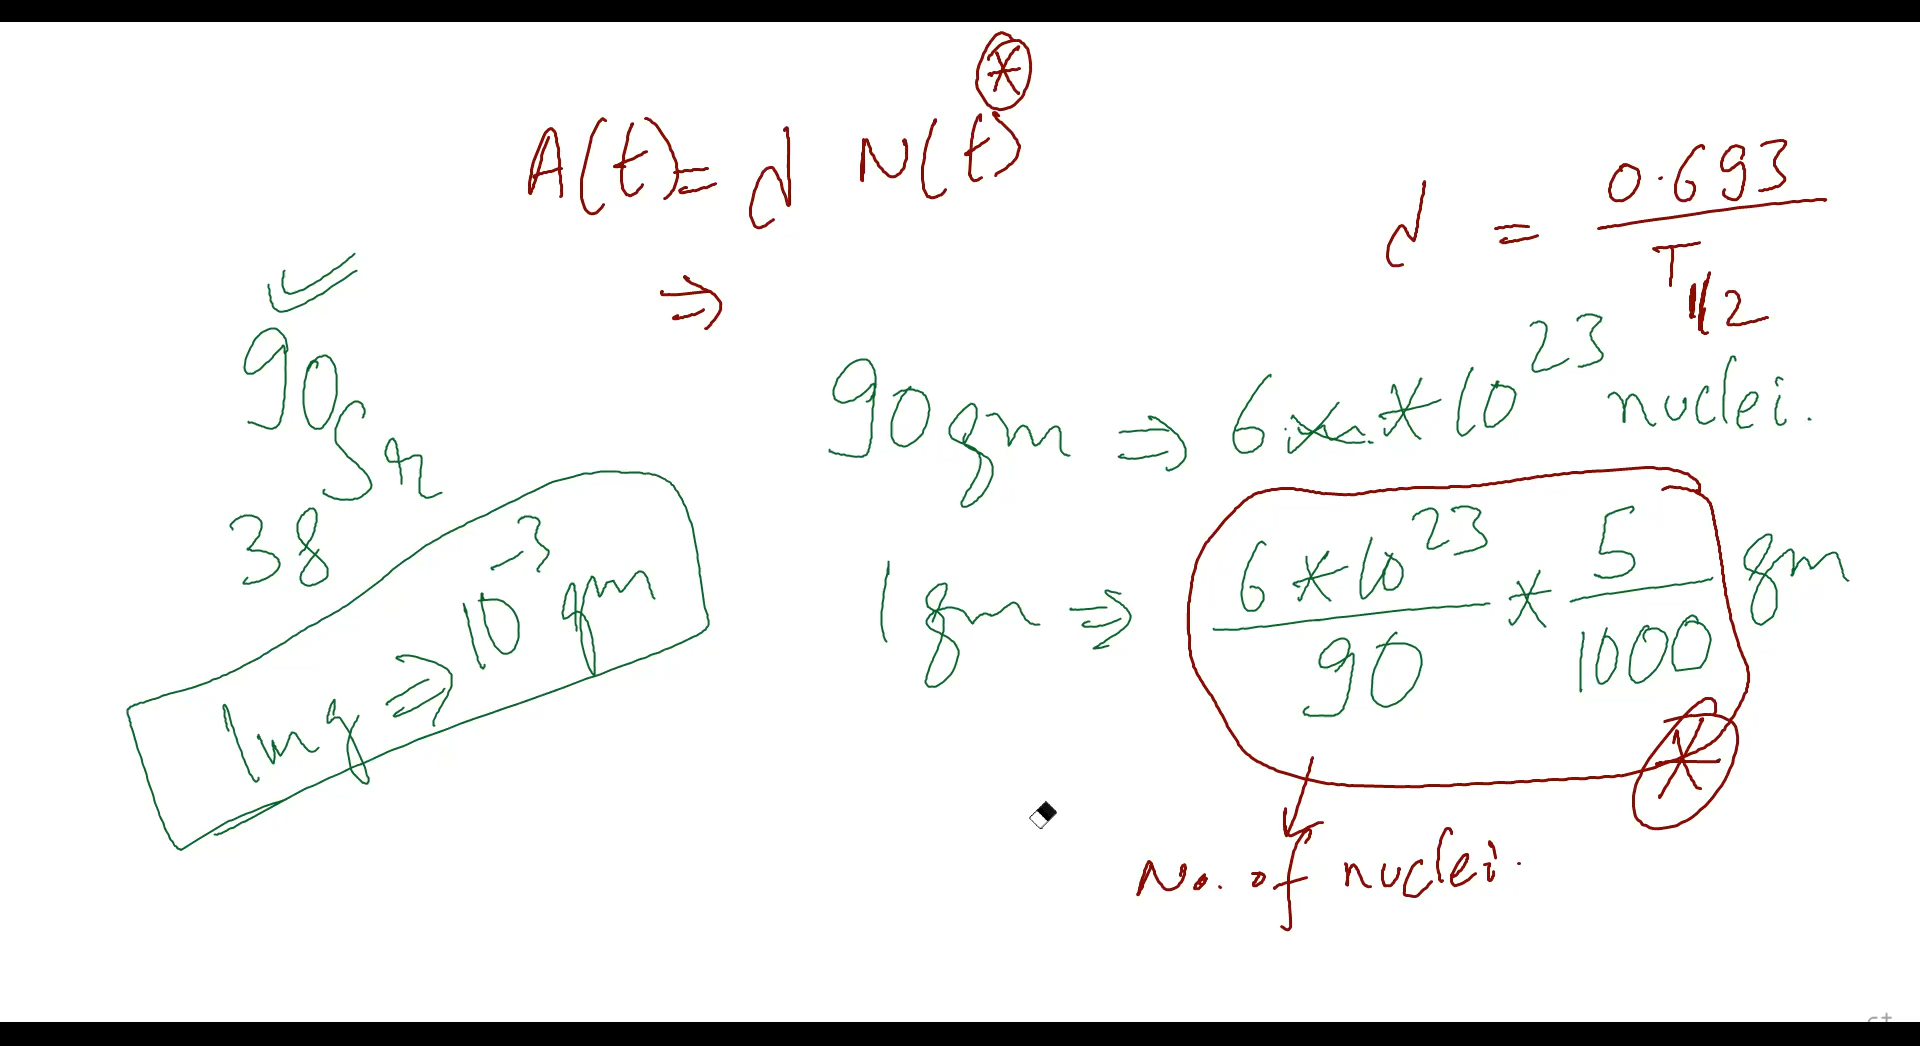 A(t) = λ N(t) *
λ = 0.693 / T 1/2
⇒
90 Sr 38
90 gm ⇒ 6 * 10^23 nuclei.
1 gm ⇒ 6 * 10^23 / 90 * 5 / 1000 gm
*
1 mg ⇒ 10^-3 gm
No. of nuclei.